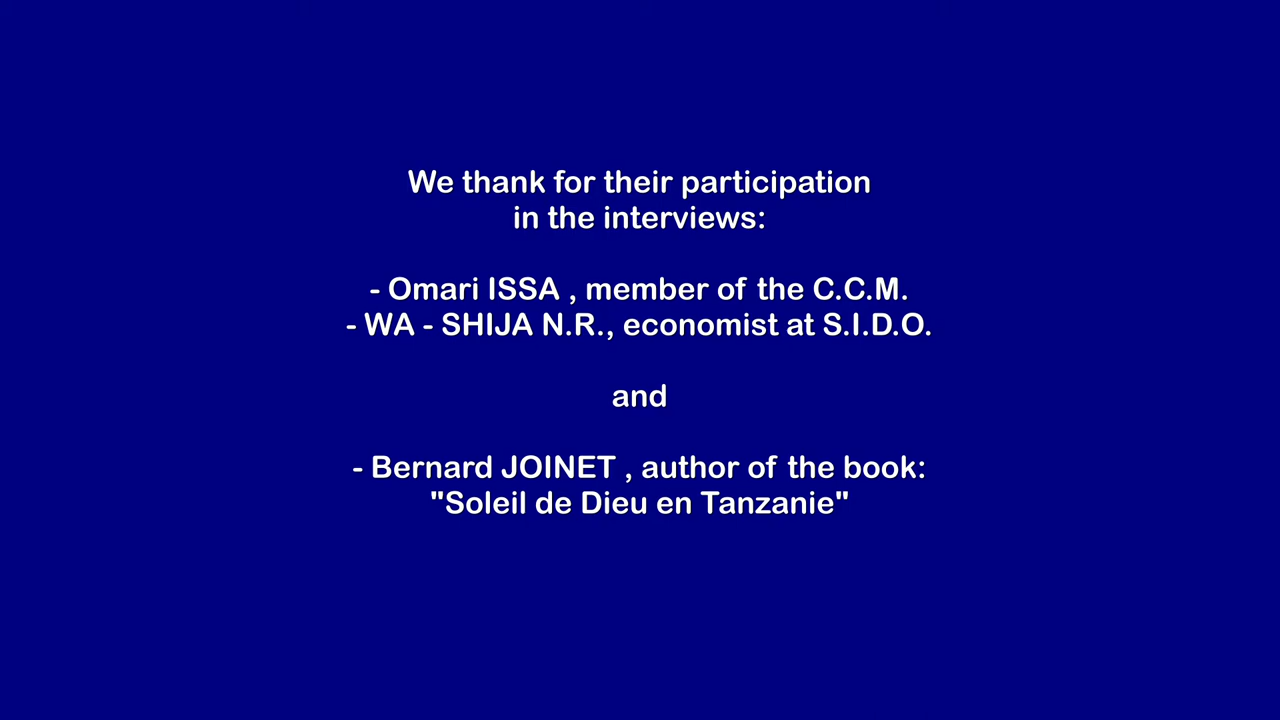 We thank for their participation
in the interviews:
- Omari ISSA , member of the C.C.M.
- WA - SHIJA N.R., economist at S.I.D.O.
and
- Bernard JOINET , author of the book:
"Soleil de Dieu en Tanzanie"